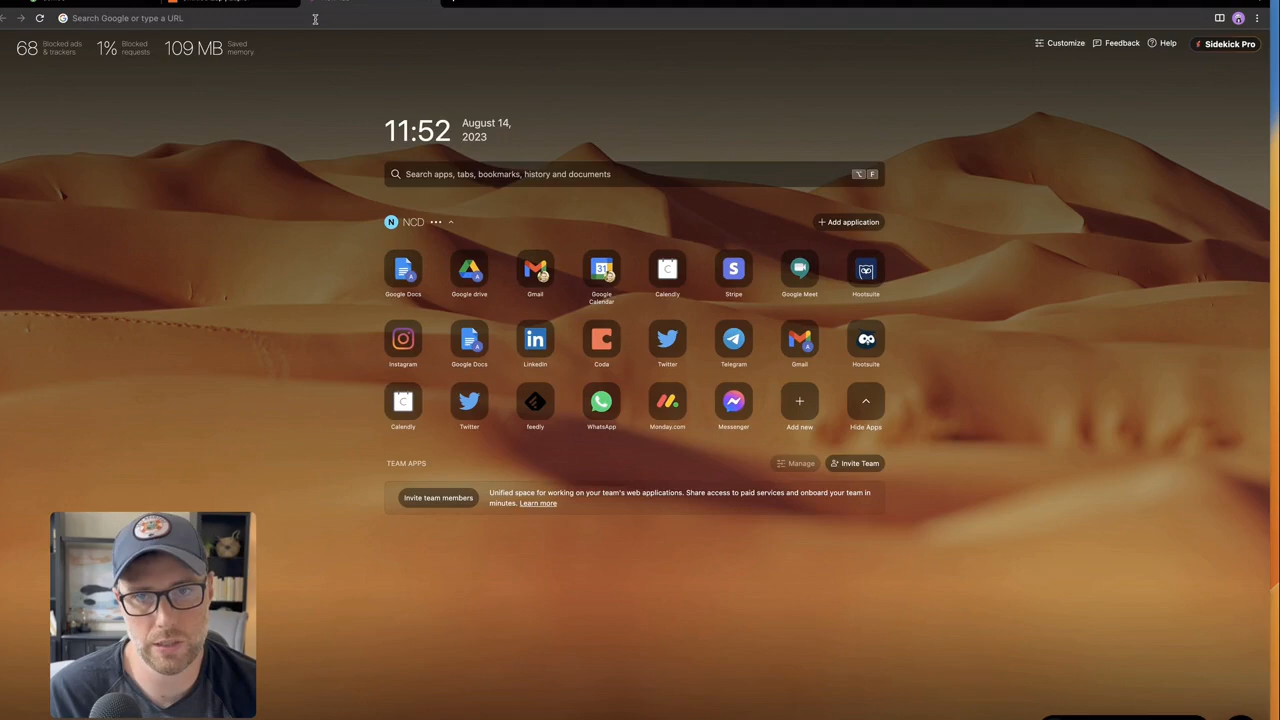 Search Google or type a URL
68 Blocked ads & trackers
1% Blocked requests
109 MB Saved memory
Customize
Feedback
Help
Sidekick Pro
11:52
August 14,
2023
Search apps, tabs, bookmarks, history and documents
⌥ F
N NCD ••• 
+ Add application
31
C
S
Google Docs
Google drive
Gmail
Google
Calendar
Calendly
Stripe
Google Meet
Hootsuite
in
Instagram
Google Docs
LinkedIn
Coda
Twitter
Telegram
Gmail
Hootsuite
C
Calendly
Twitter
feedly
WhatsApp
Monday.com
Messenger
Add new
Hide Apps
TEAM APPS
Manage
Invite Team
Invite team members
Unified space for working on your team's web applications. Share access to paid services and onboard your team in
minutes. Learn more